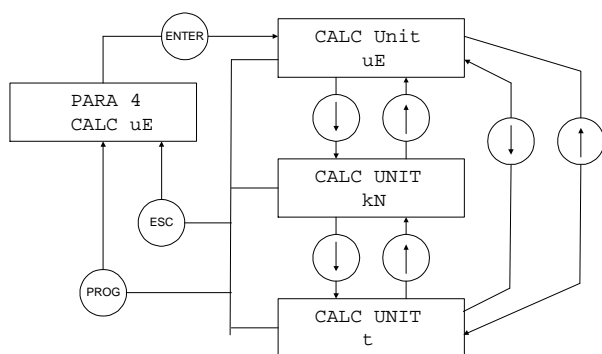 ENTER
CALC Unit
uE
PARA 4
CALC uE
CALC UNIT
kN
ESC
PROG
CALC UNIT
t